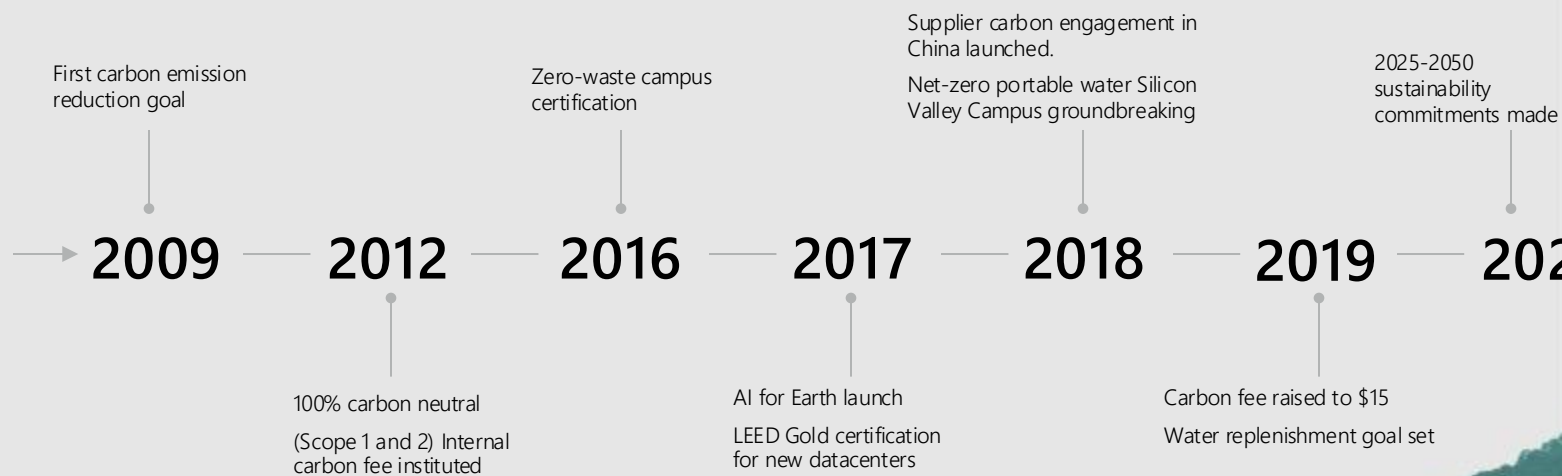 First carbon emission
reduction goal
Zero-waste campus
certification
Supplier carbon engagement in
China launched.
Net-zero portable water Silicon
Valley Campus groundbreaking
2025-2050
sustainability
commitments made
2009
2012
2016
2017
2018
2019
202
100% carbon neutral
(Scope 1 and 2) Internal
carbon fee instituted
AI for Earth launch
LEED Gold certification
for new datacenters
Carbon fee raised to $15
Water replenishment goal set